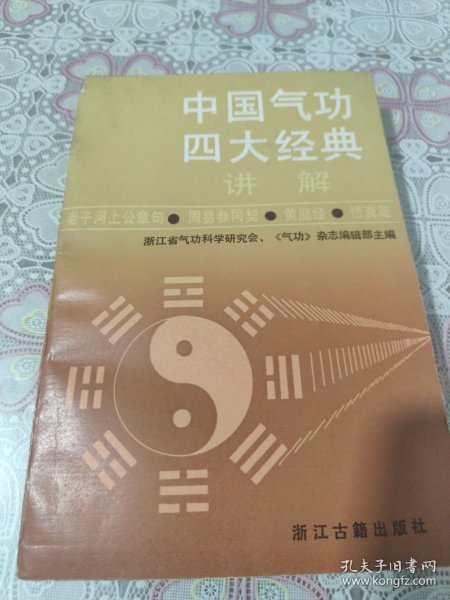 中国气功
四大经典
讲 解
老子河上公章句●周易参同契●黄庭经●悟真篇
浙江省气功科学研究会、《气功》杂志编辑部主编
浙江古籍出版社
孔夫子旧书网
www.kongfz.com